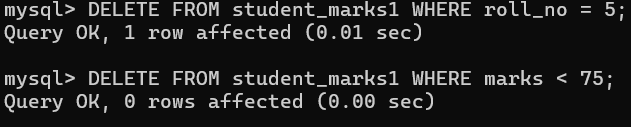 mysql> DELETE FROM student_marks1 WHERE roll_no = 5;
Query OK, 1 row affected (0.01 sec)
mysql> DELETE FROM student_marks1 WHERE marks < 75;
Query OK, 0 rows affected (0.00 sec)